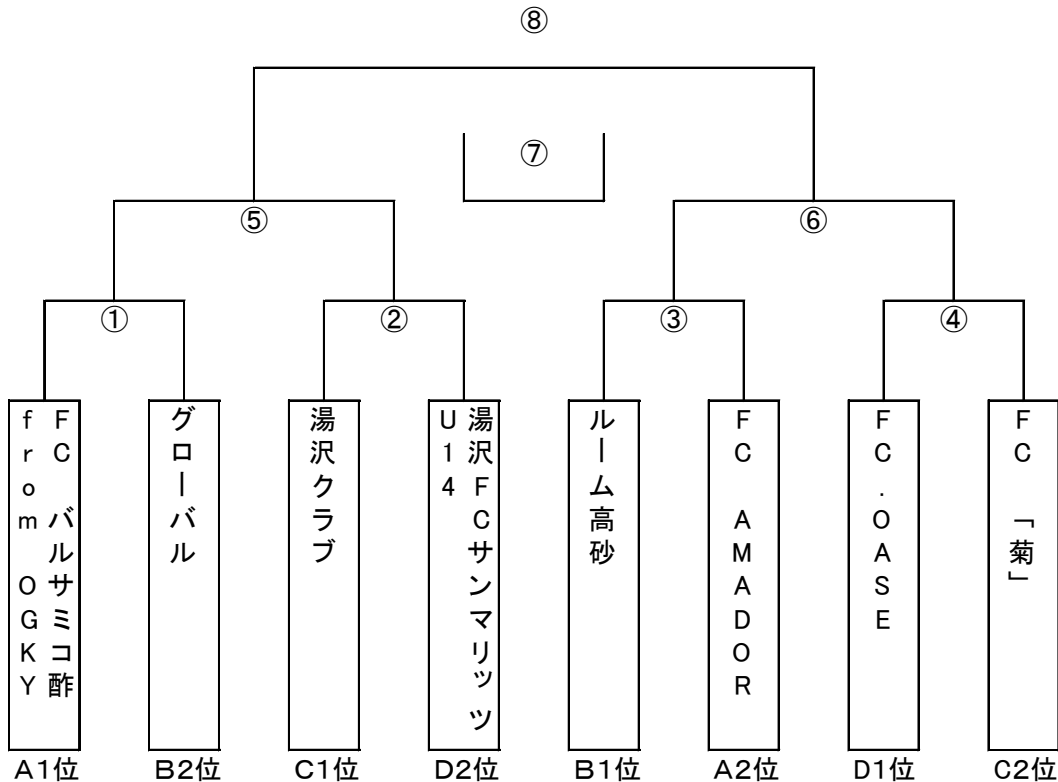 ⑧
⑦
⑤
⑥
①
②
③
④
FC バルサミコ酢
from OGKY
グローバル
湯沢クラブ
湯沢FCサンマリッツ
U14
ルーム高砂
FC AMADOR
FC.OASE
FC 「菊」
A1位
B2位
C1位
D2位
B1位
A2位
D1位
C2位